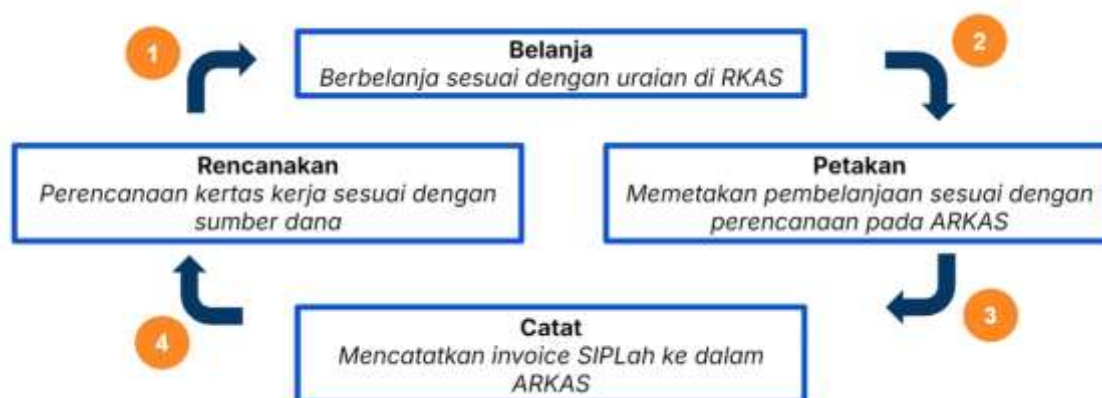 1
Belanja
Berbelanja sesuai dengan uraian di RKAS
2
Rencanakan
Perencanaan kertas kerja sesuai dengan
sumber dana
Petakan
Memetakan pembelanjaan sesuai dengan
perencanaan pada ARKAS
4
Catat
Mencatatkan invoice SIPLah ke dalam
ARKAS
3